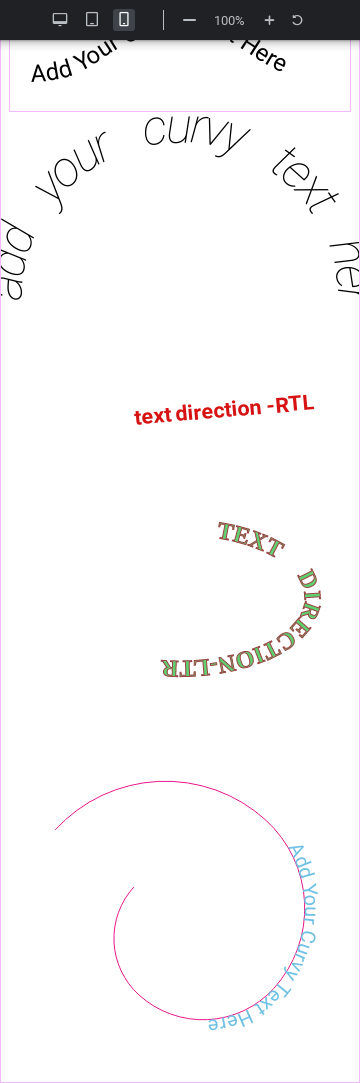 100%
Add Your
Here
add your curvy text her
text direction -RTL
TEXT DIRECTION-LTR
Add Your Curvy Text Here